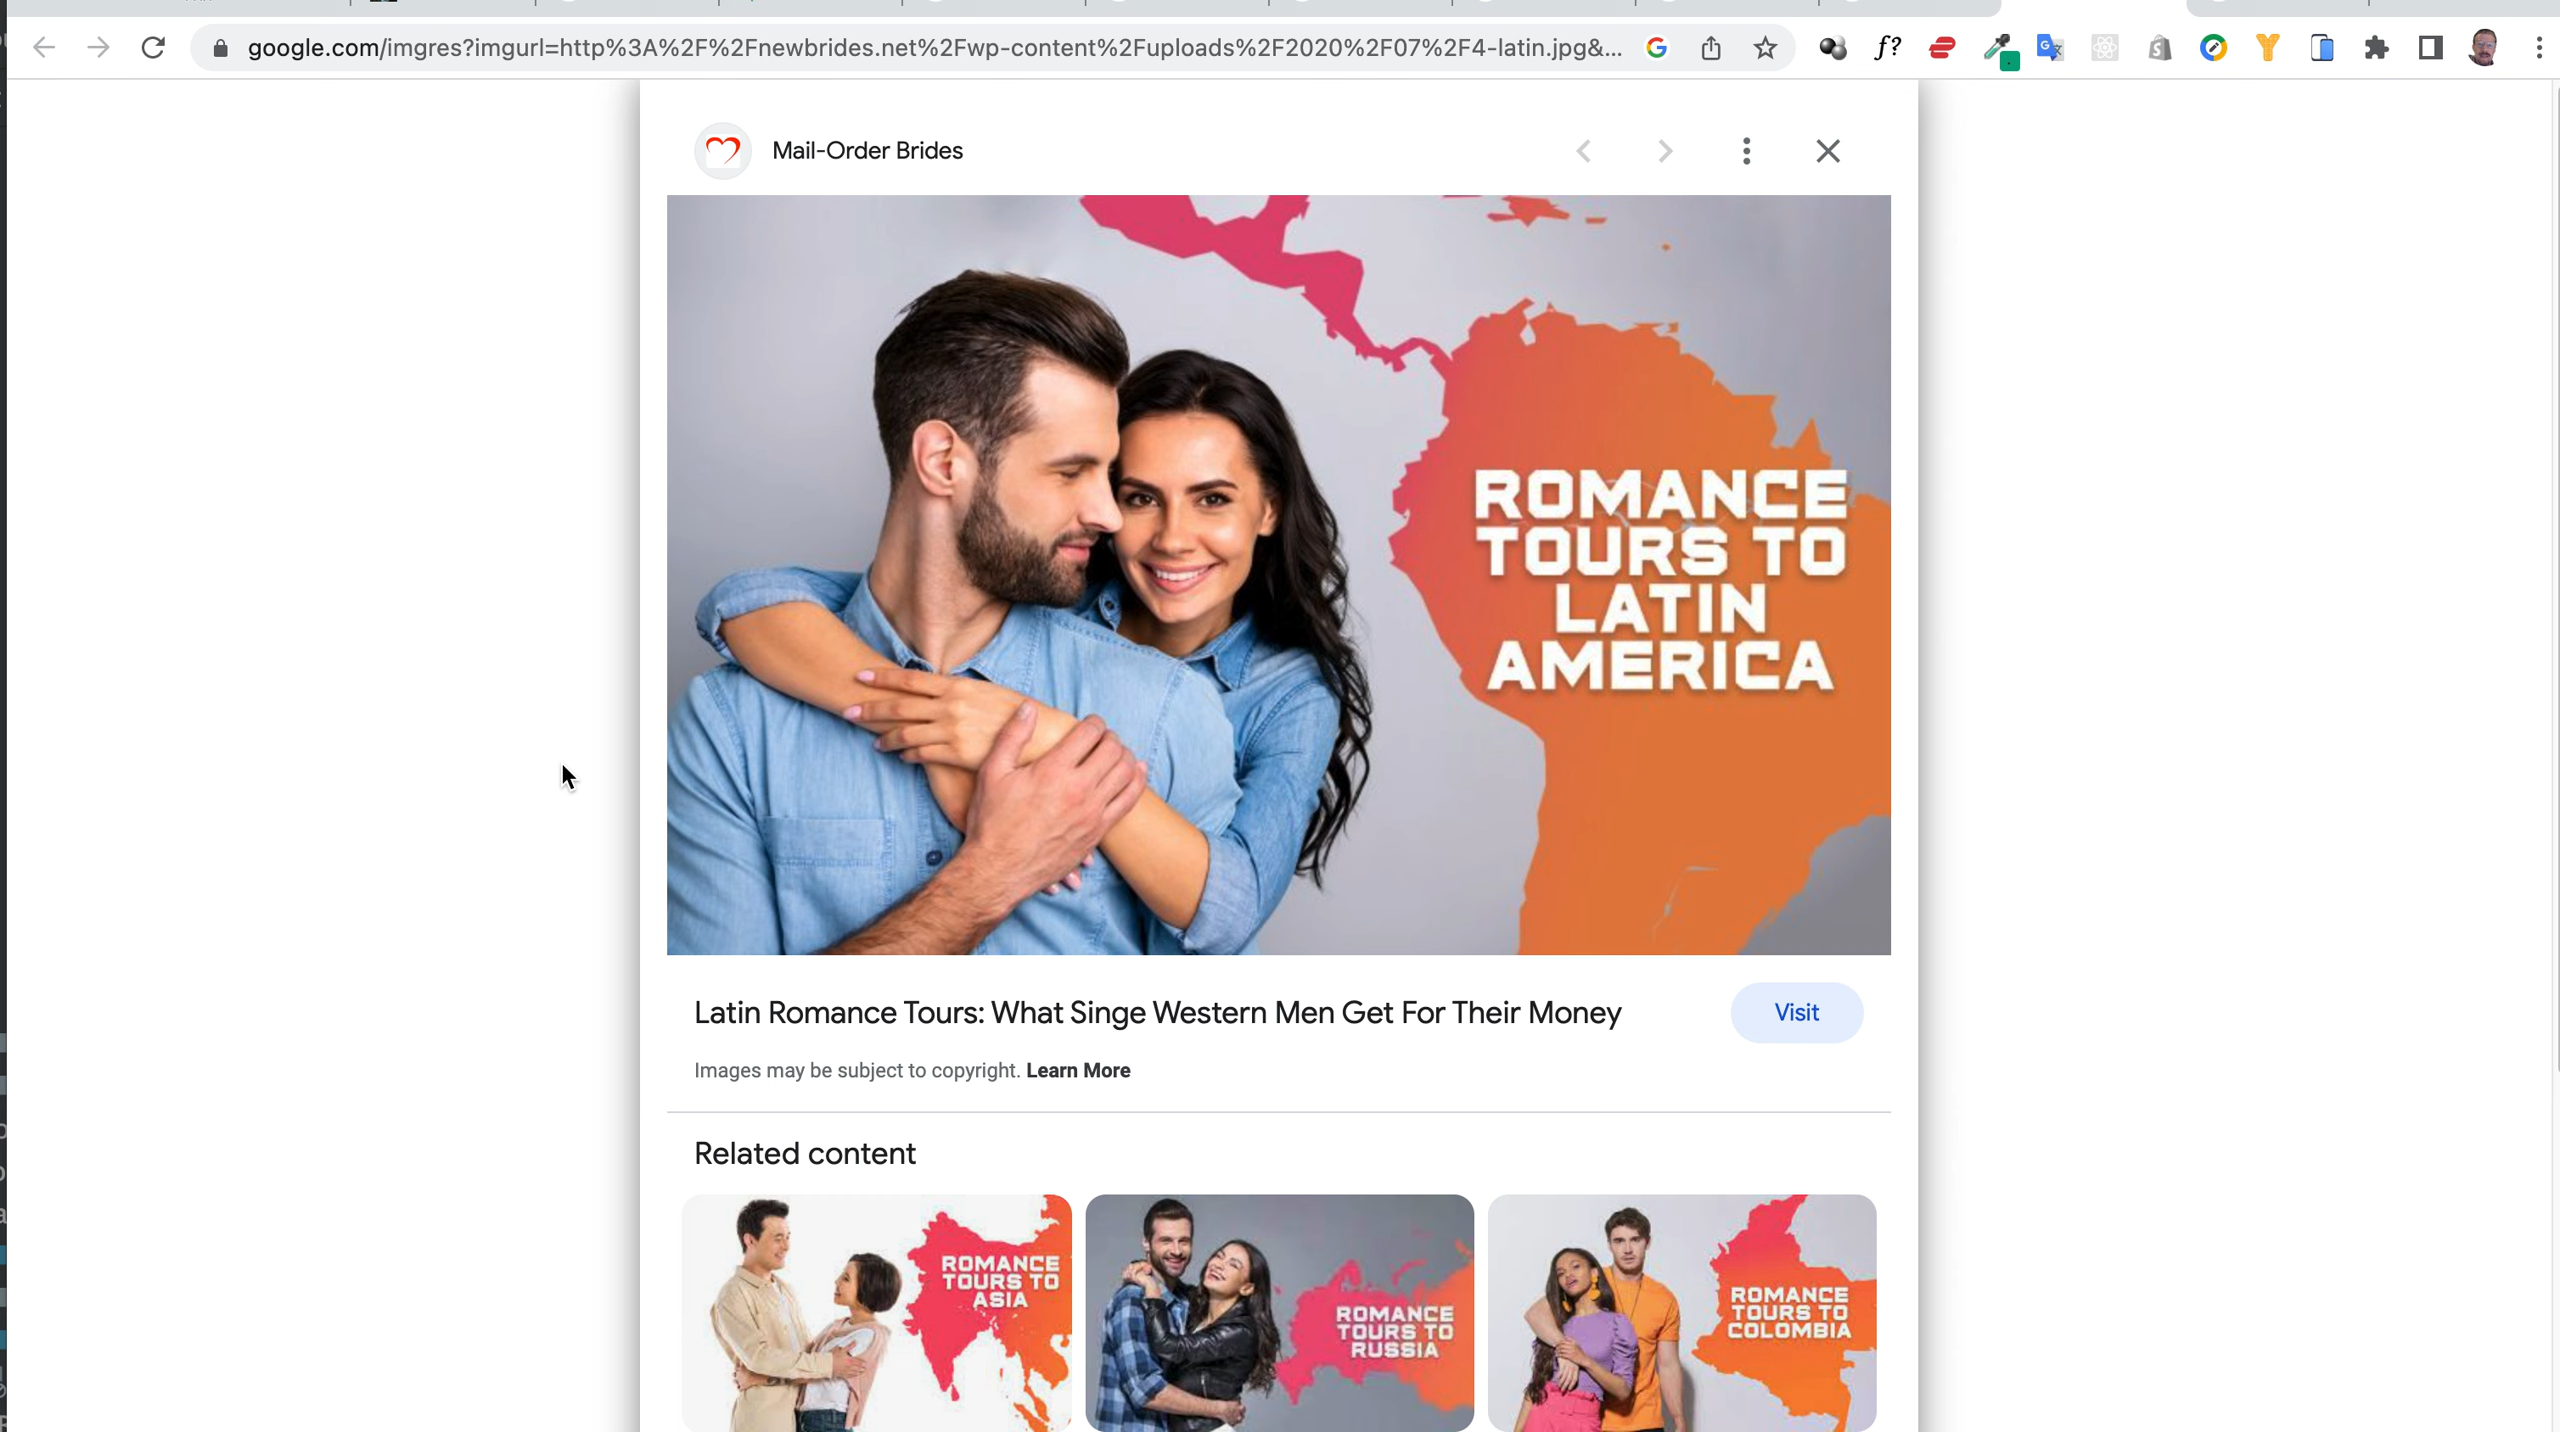 google.com/imgres?imgurl=http%3A%2F%2Fnewbrides.net%2Fwp-content%2Fuploads%2F2020%2F07%2F4-latin.jpg&...
f?
Mail-Order Brides
ROMANCE
TOURS TO
LATIN
AMERICA
Latin Romance Tours: What Singe Western Men Get For Their Money
Visit
Images may be subject to copyright. Learn More
Related content
ROMANCE
TOURS TO
ASIA
ROMANCE
TOURS TO
RUSSIA
ROMANCE
TOURS TO
COLOMBIA